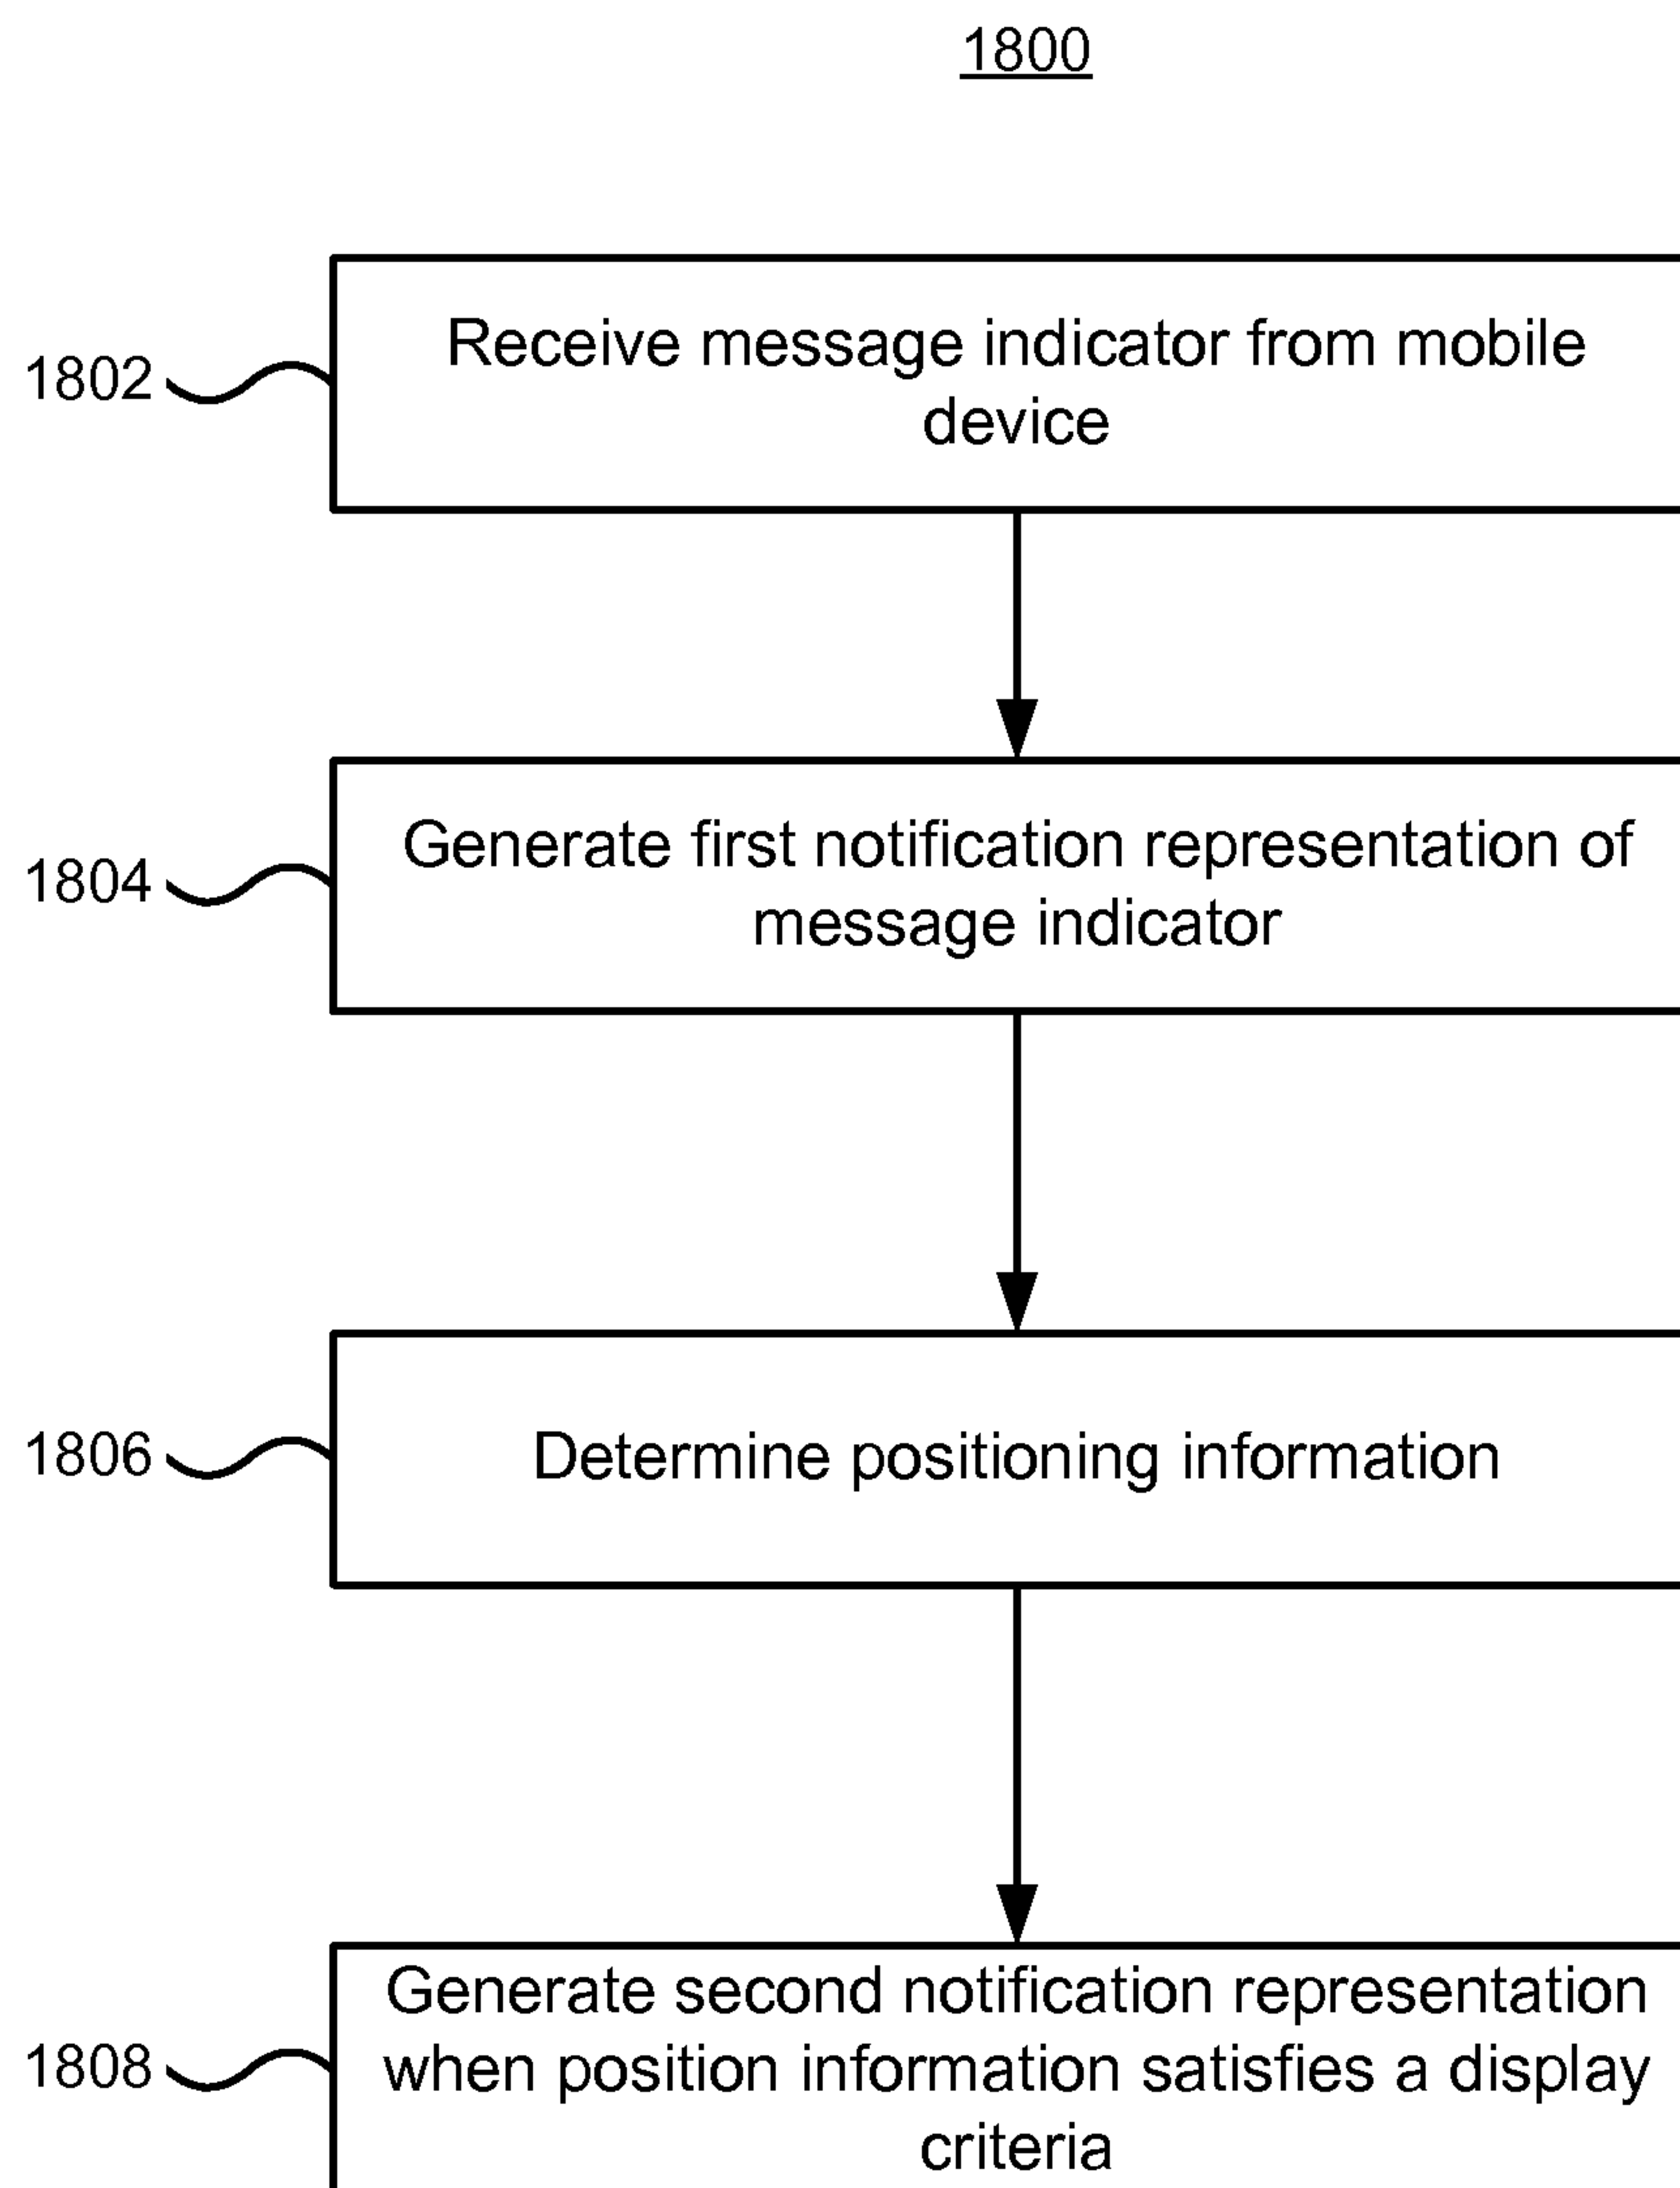 1800
1802
Receive message indicator from mobile
device
1804
Generate first notification representation of
message indicator
1806
Determine positioning information
1808
Generate second notification representation
when position information satisfies a display
criteria